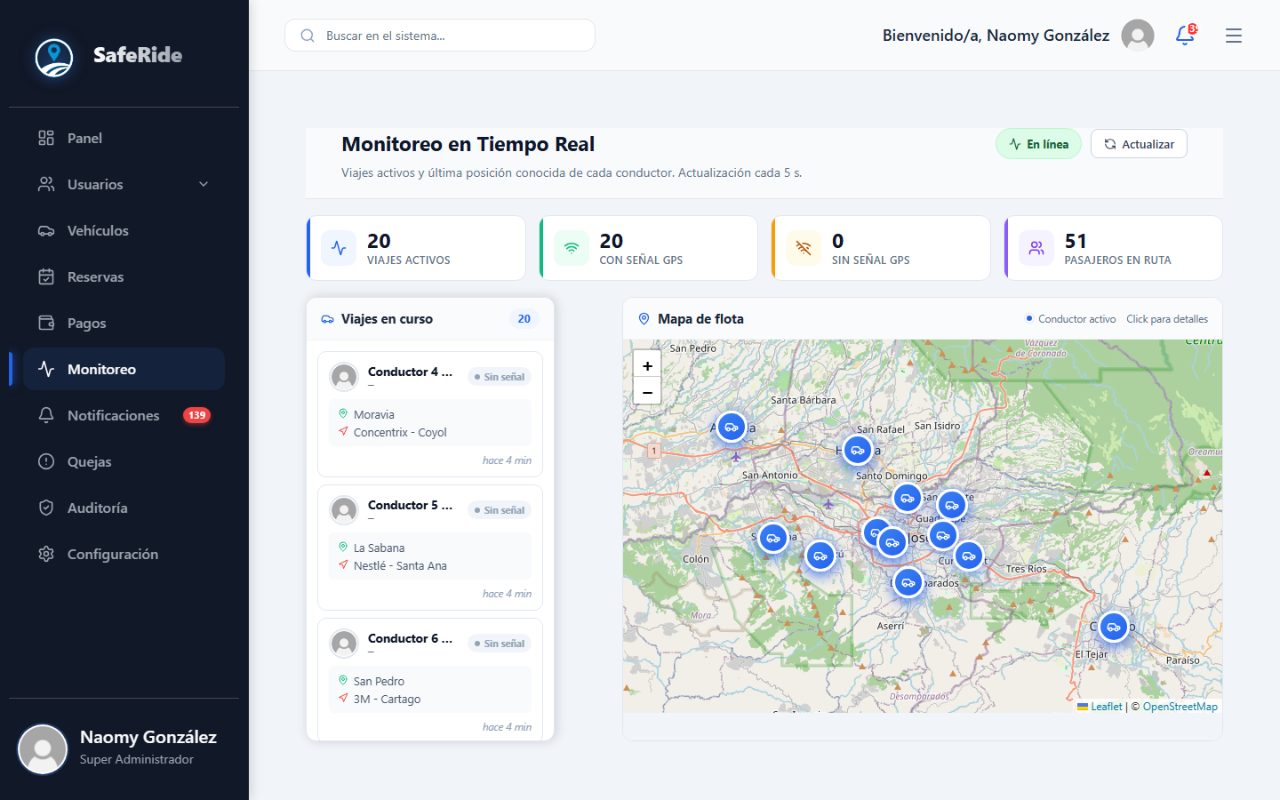 SafeRide
Buscar en el sistema...
Bienvenido/a, Naomy González
Panel
Usuarios
Vehículos
Reservas
Pagos
Monitoreo
Notificaciones 139
Quejas
Auditoría
Configuración
Naomy González
Super Administrador
Monitoreo en Tiempo Real
Viajes activos y última posición conocida de cada conductor. Actualización cada 5 s.
En línea
Actualizar
20
VIAJES ACTIVOS
20
CON SEÑAL GPS
0
SIN SEÑAL GPS
51
PASAJEROS EN RUTA
Viajes en curso 20
Conductor 4 ... Sin señal
–
Moravia
Concentrix - Coyol
hace 4 min
Conductor 5 ... Sin señal
–
La Sabana
Nestlé - Santa Ana
hace 4 min
Conductor 6 ... Sin señal
–
San Pedro
3M - Cartago
hace 4 min
Mapa de flota
Conductor activo Click para detalles
+
−
San Pedro
Vázquez
de Coronado
Santa Bárbara
San Rafael
San Isidro
1
San Antonio
Santo Domingo
Colón
Tres Ríos
Mora
Aserrí
El Tejar
Paraíso
Desamparados
Leaflet | © OpenStreetMap